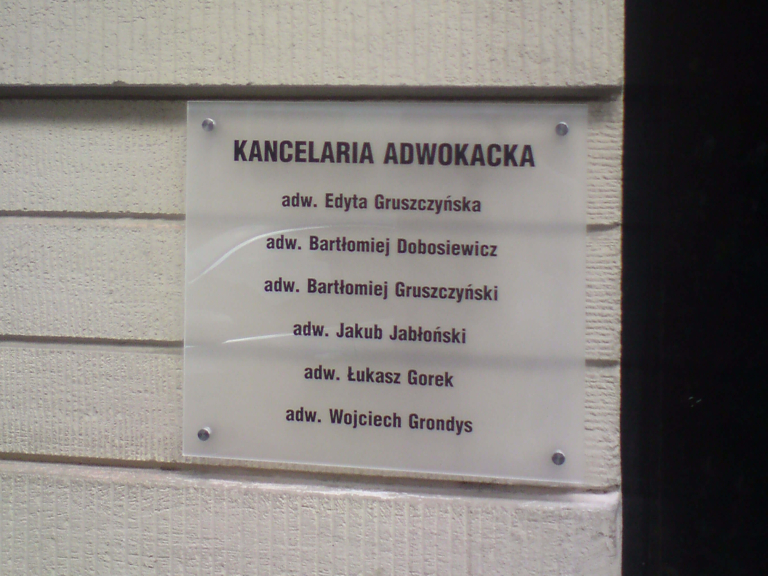 KANCELARIA ADWOKACKA
adw. Edyta Gruszczyńska
adw. Bartłomiej Dobosiewicz
adw. Bartłomiej Gruszczyński
adw. Jakub Jabłoński
adw. Łukasz Gorek
adw. Wojciech Grondys